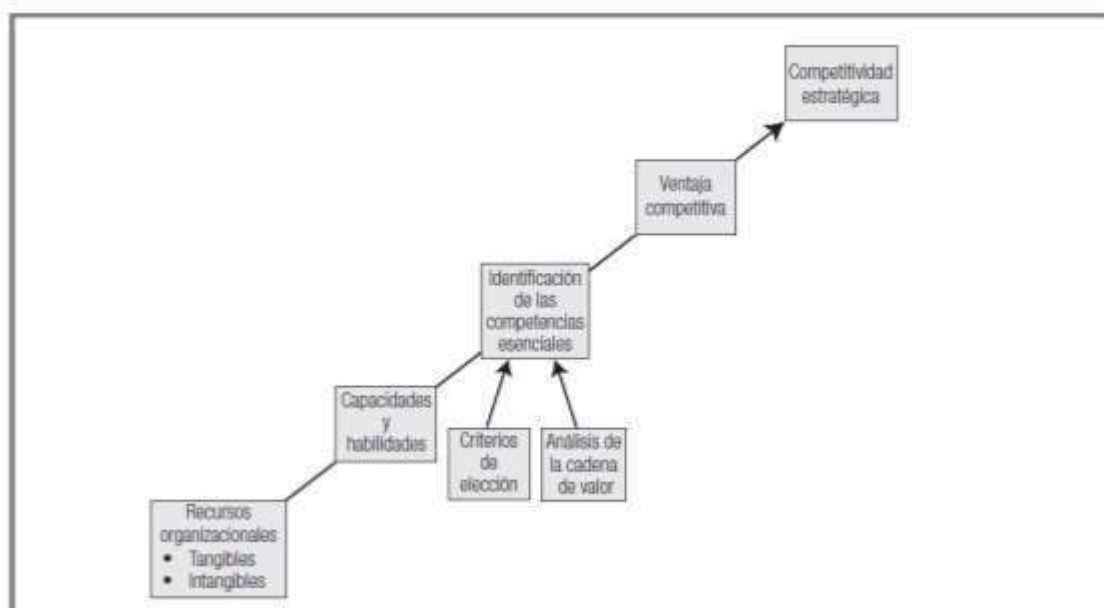 Competitividad
estratégica
Ventaja
competitiva
Identificación
de las
competencias
esenciales
Capacidades
y
habilidades
Criterios
de
elección
Análisis de
la cadena
de valor
Recursos
organizacionales
• Tangibles
• Intangibles